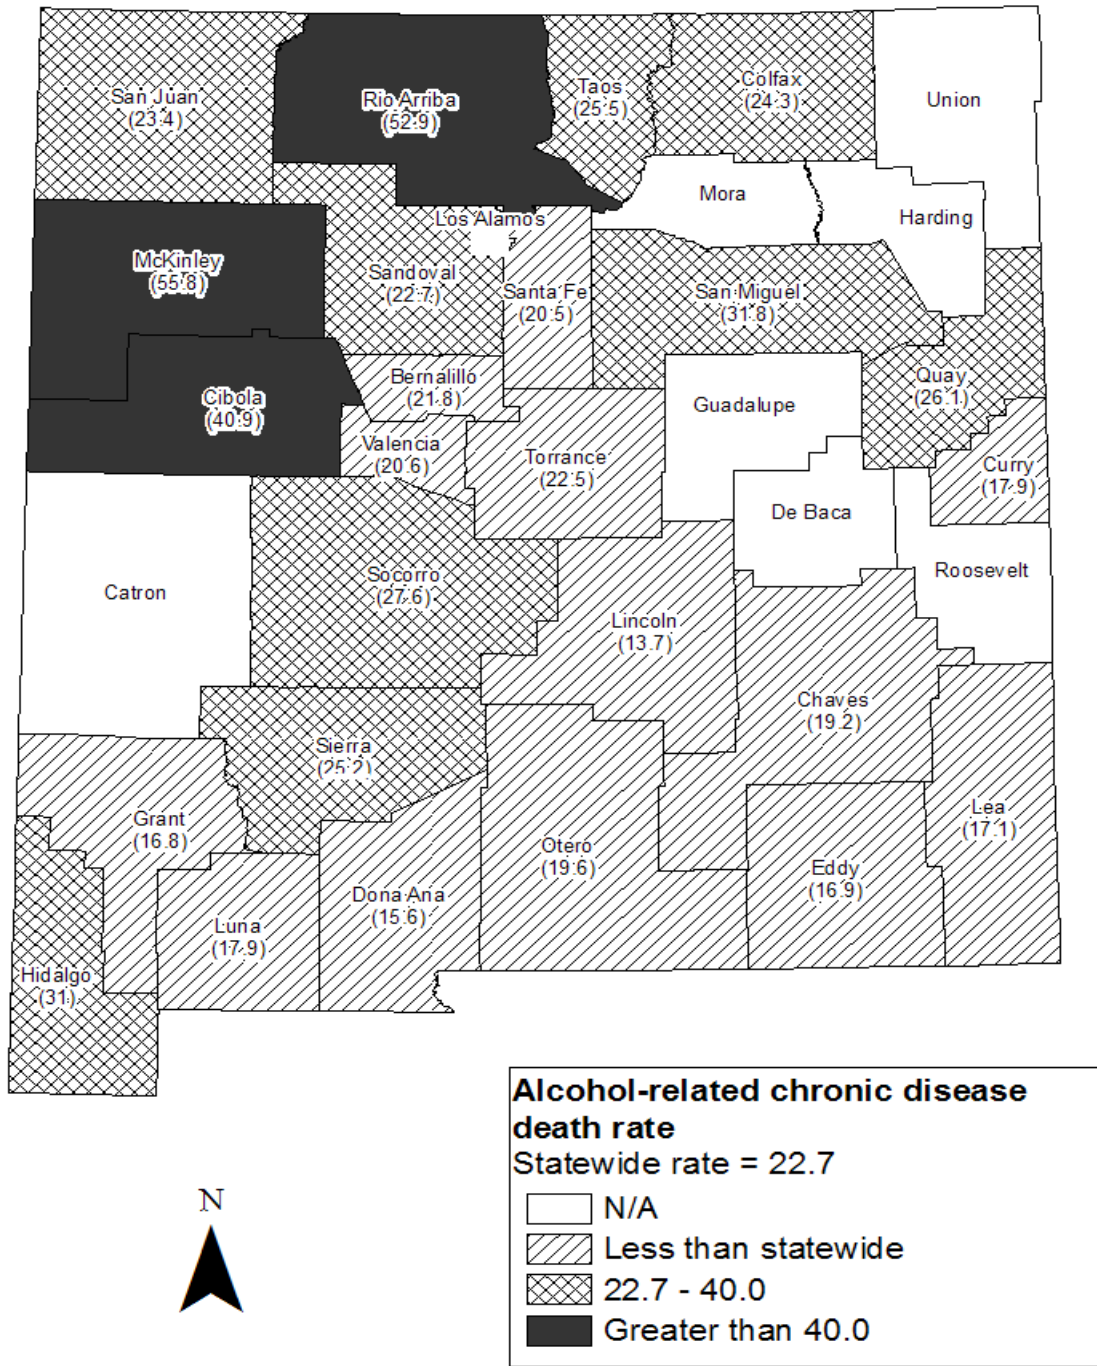 San Juan
(23.4)
Rio Arriba
(52.9)
Taos
(25.5)
Colfax
(24.3)
Union
Mora
Harding
Los Alamos
McKinley
(55.8)
Sandoval
(22.7)
Santa Fe
(20.5)
San Miguel
(31.8)
Quay
(26.1)
Bernalillo
(21.8)
Cibola
(40.9)
Guadalupe
Valencia
(20.6)
Torrance
(22.5)
Curry
(17.9)
De Baca
Roosevelt
Catron
Socorro
(27.6)
Lincoln
(13.7)
Chaves
(19.2)
Sierra
(25.2)
Grant
(16.8)
Lea
(17.1)
Otero
(19.6)
Eddy
(16.9)
Dona Ana
(15.6)
Luna
(17.9)
Hidalgo
(31)
Alcohol-related chronic disease
death rate
Statewide rate = 22.7
N/A
Less than statewide
22.7 - 40.0
Greater than 40.0
N